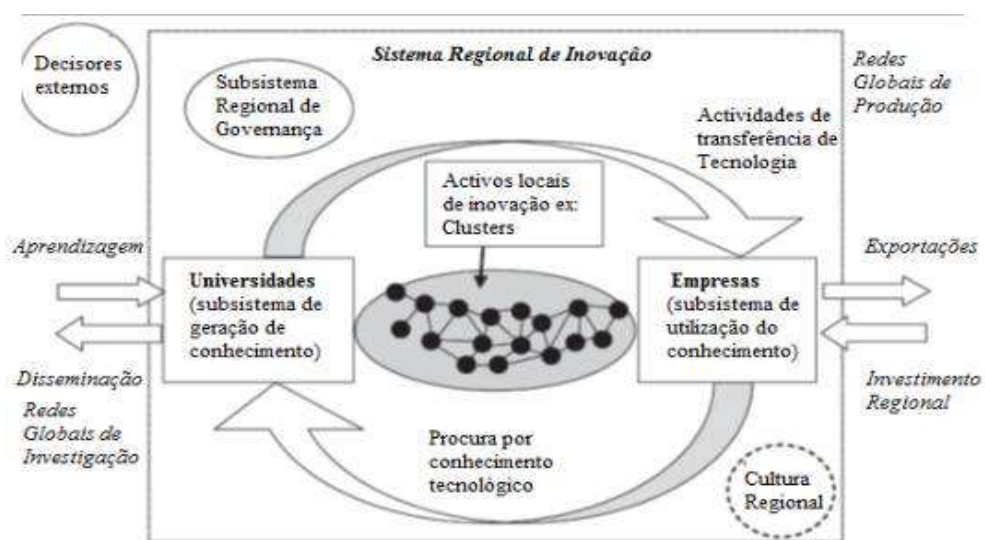 Sistema Regional de Inovação
Decisores
externos
Subsistema
Regional de
Governança
Redes
Globais de
Produção
Actividades de
transferência de
Tecnologia
Activos locais
de inovação ex:
Clusters
Aprendizagem
Universidades
(subsistema de
geração de
conhecimento)
Empresas
(subsistema de
utilização do
conhecimento)
Exportações
Disseminação
Redes
Globais de
Investigação
Investimento
Regional
Procura por
conhecimento
tecnológico
Cultura
Regional